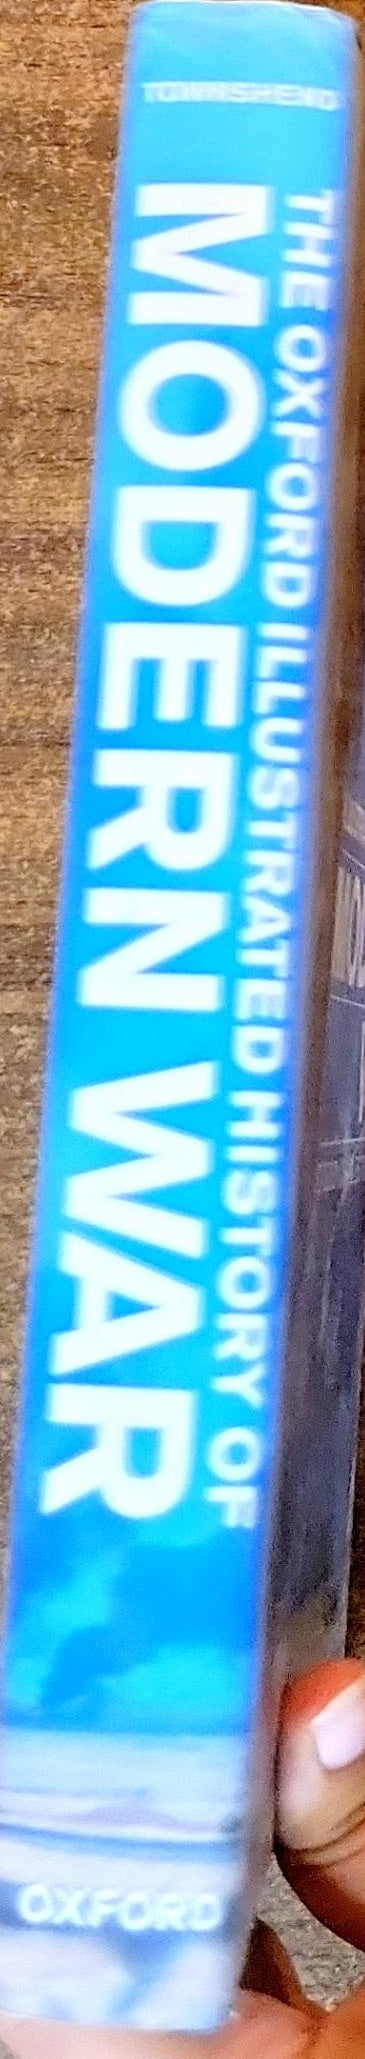 TOWNSHEND
THE OXFORD ILLUSTRATED HISTORY OF
MODERN WAR
OXFORD